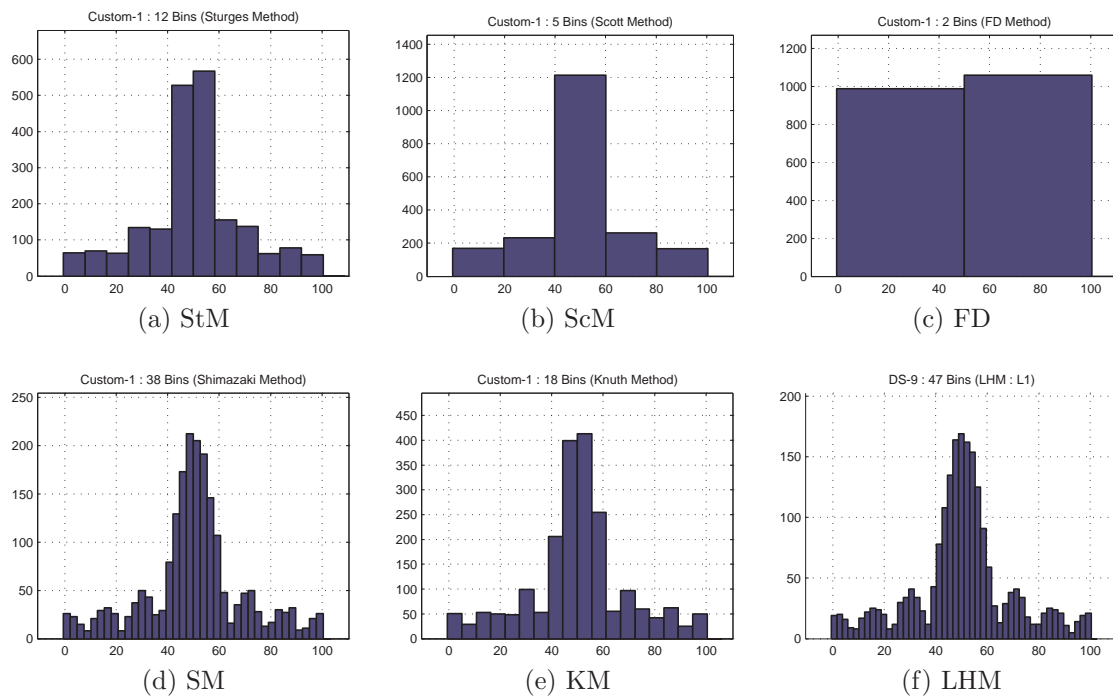 Custom-1 : 12 Bins (Sturges Method)
600
500
400
300
200
100
0
0 20 40 60 80 100
(a) StM
Custom-1 : 5 Bins (Scott Method)
1400
1200
1000
800
600
400
200
0
0 20 40 60 80 100
(b) ScM
Custom-1 : 2 Bins (FD Method)
1200
1000
800
600
400
200
0
0 20 40 60 80 100
(c) FD
Custom-1 : 38 Bins (Shimazaki Method)
250
200
150
100
50
0
0 20 40 60 80 100
(d) SM
Custom-1 : 18 Bins (Knuth Method)
450
400
350
300
250
200
150
100
50
0
0 20 40 60 80 100
(e) KM
DS-9 : 47 Bins (LHM : L1)
200
150
100
50
0
0 20 40 60 80 100
(f) LHM